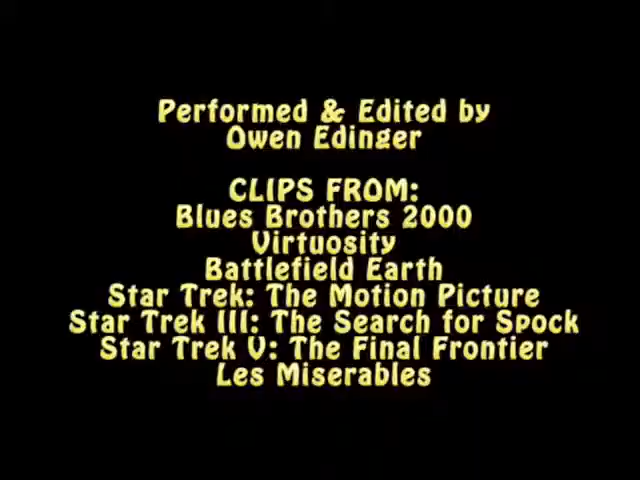 Performed & Edited by
Owen Edinger
CLIPS FROM:
Blues Brothers 2000
Virtuosity
Battlefield Earth
Star Trek: The Motion Picture
Star Trek III: The Search for Spock
Star Trek V: The Final Frontier
Les Miserables